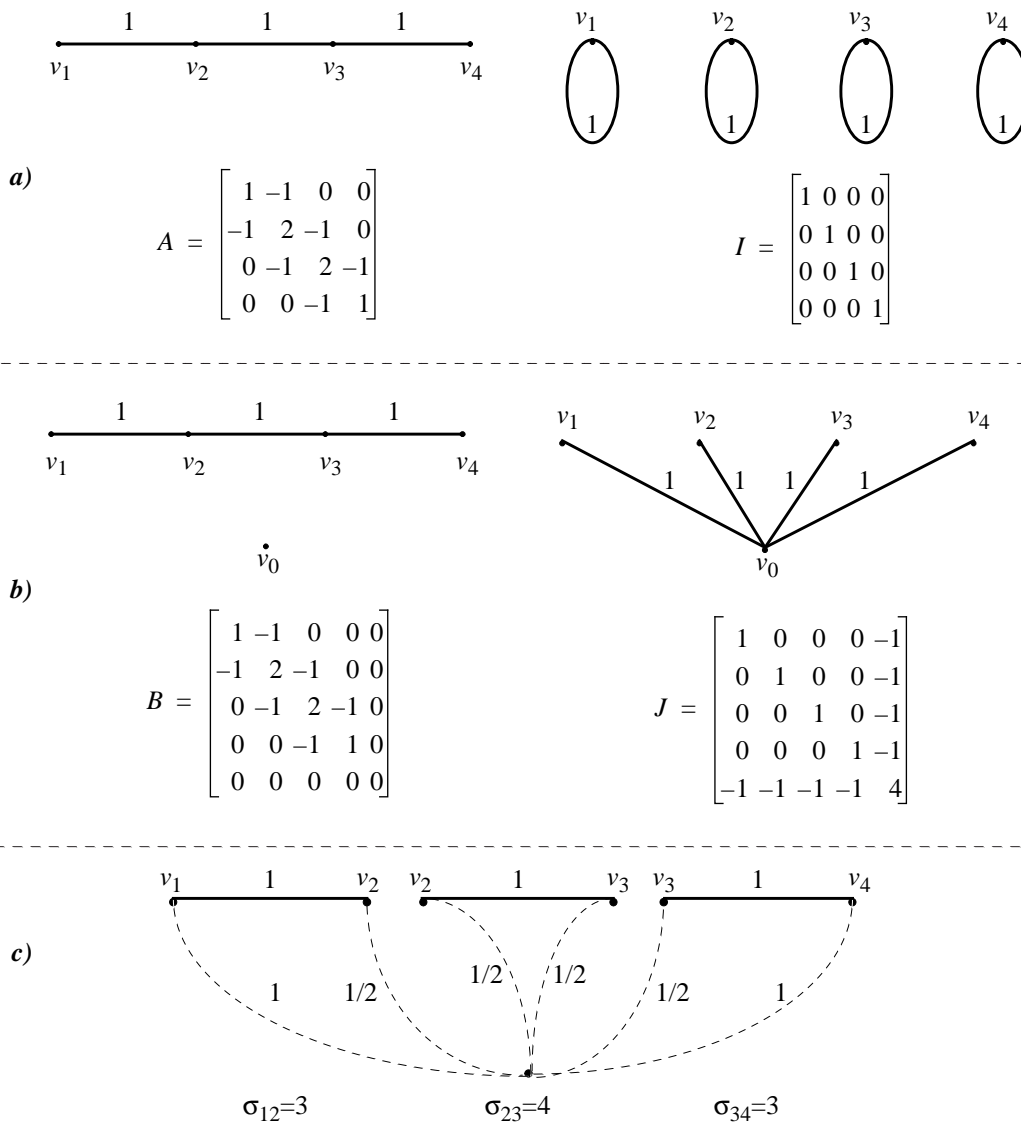 1 1 1
v1 v2 v3 v4
v1 v2 v3 v4
1 1 1 1
a)
A = [ 1 –1 0 0
–1 2 –1 0
0 –1 2 –1
0 0 –1 1 ]
I = [ 1 0 0 0
0 1 0 0
0 0 1 0
0 0 0 1 ]
1 1 1
v1 v2 v3 v4
v0
v1 v2 v3 v4
1 1 1 1
v0
b)
B = [ 1 –1 0 0 0
–1 2 –1 0 0
0 –1 2 –1 0
0 0 –1 1 0
0 0 0 0 0 ]
J = [ 1 0 0 0 –1
0 1 0 0 –1
0 0 1 0 –1
0 0 0 1 –1
–1 –1 –1 –1 4 ]
v1 1 v2 v2 1 v3 v3 1 v4
c)
1 1/2 1/2 1/2 1/2 1
σ12=3 σ23=4 σ34=3